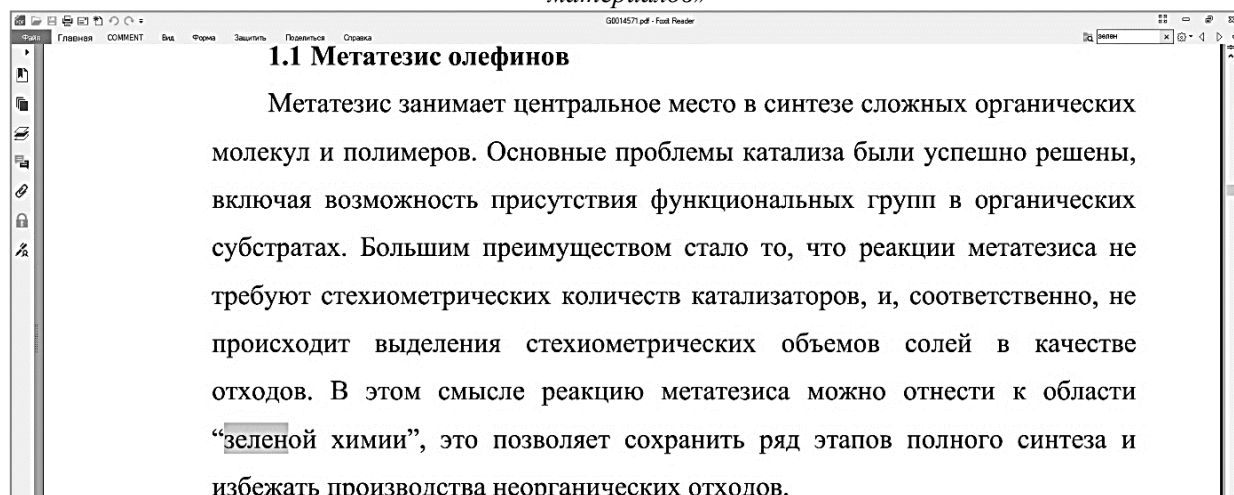 материалов»
G0014571.pdf - Foxit Reader
Файл Главная COMMENT Вид Форма Защитить Поделиться Справка
зелен
1.1 Метатезис олефинов
Метатезис занимает центральное место в синтезе сложных органических
молекул и полимеров. Основные проблемы катализа были успешно решены,
включая возможность присутствия функциональных групп в органических
субстратах. Большим преимуществом стало то, что реакции метатезиса не
требуют стехиометрических количеств катализаторов, и, соответственно, не
происходит выделения стехиометрических объемов солей в качестве
отходов. В этом смысле реакцию метатезиса можно отнести к области
“зеленой химии”, это позволяет сохранить ряд этапов полного синтеза и
избежать производства неорганических отходов.